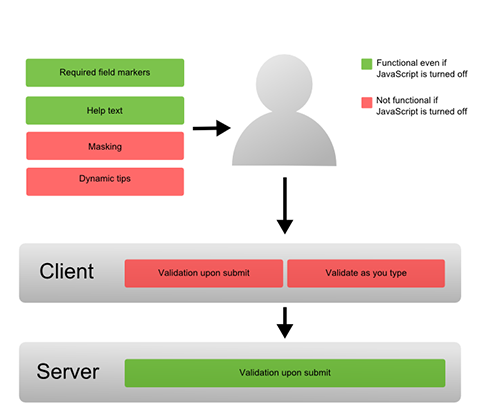 Required field markers
Help text
Masking
Dynamic tips
Functional even if
JavaScript is turned off
Not functional if
JavaScript is turned off
Client
Validation upon submit
Validate as you type
Server
Validation upon submit